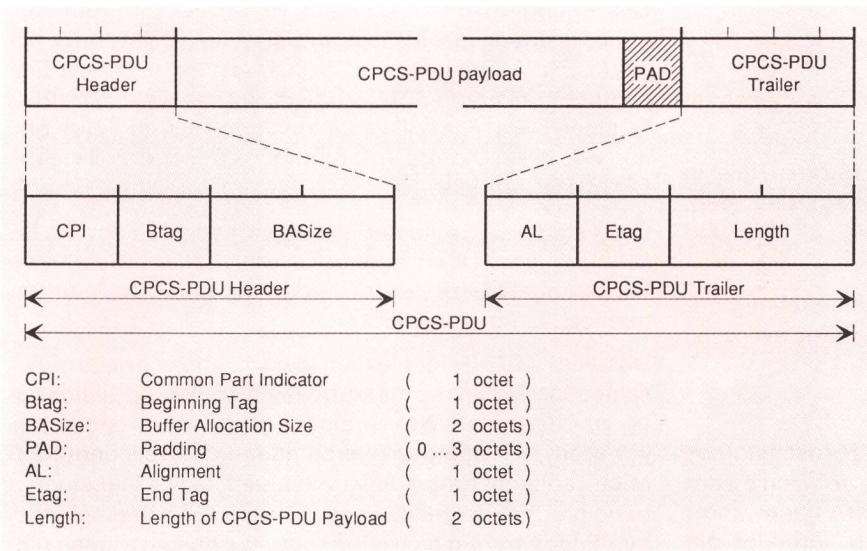 CPCS-PDU Header
CPCS-PDU payload
PAD
CPCS-PDU Trailer
CPI
Btag
BASize
AL
Etag
Length
CPCS-PDU Header
CPCS-PDU Trailer
CPCS-PDU
CPI: Common Part Indicator ( 1 octet )
Btag: Beginning Tag ( 1 octet )
BASize: Buffer Allocation Size ( 2 octets)
PAD: Padding ( 0...3 octets)
AL: Alignment ( 1 octet )
Etag: End Tag ( 1 octet )
Length: Length of CPCS-PDU Payload ( 2 octets)